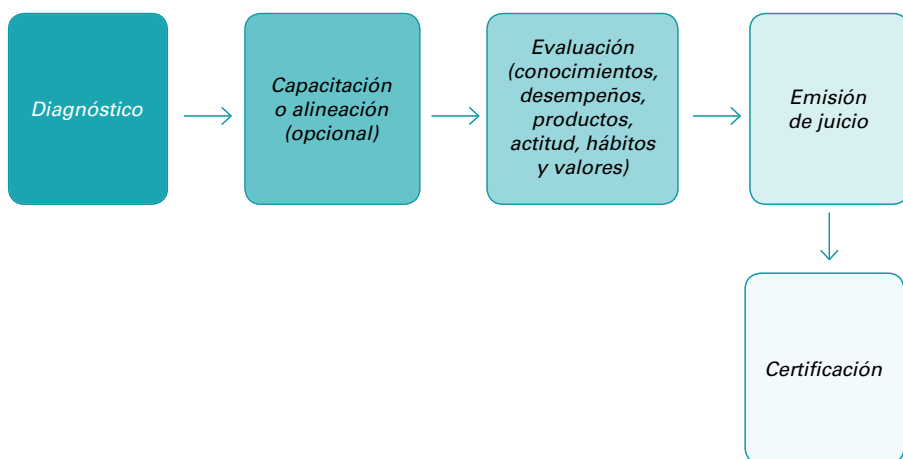 Diagnóstico
Capacitación
o alineación
(opcional)
Evaluación
(conocimientos,
desempeños,
productos,
actitud, hábitos
y valores)
Emisión
de juicio
Certificación